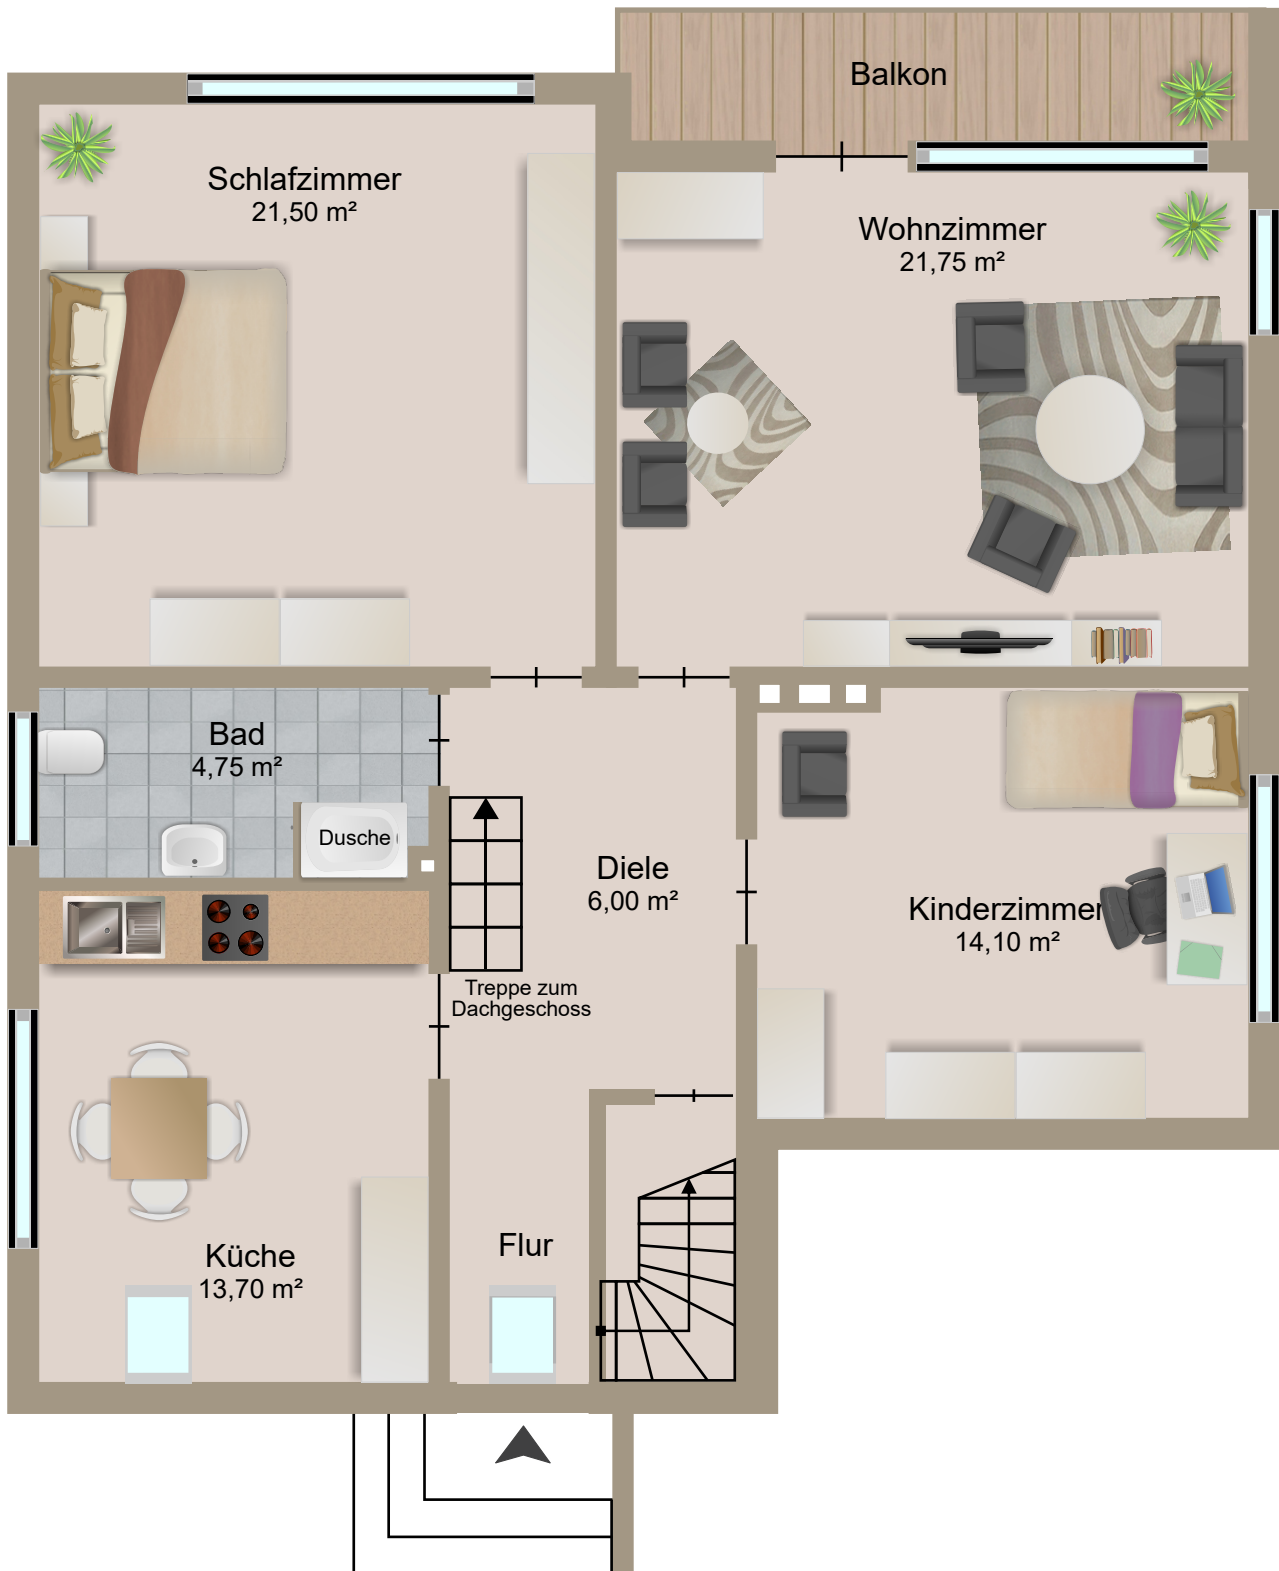 Balkon
Schlafzimmer
21,50 m²
Wohnzimmer
21,75 m²
Bad
4,75 m²
Dusche
Diele
6,00 m²
Kinderzimmer
14,10 m²
Treppe zum
Dachgeschoss
Küche
13,70 m²
Flur